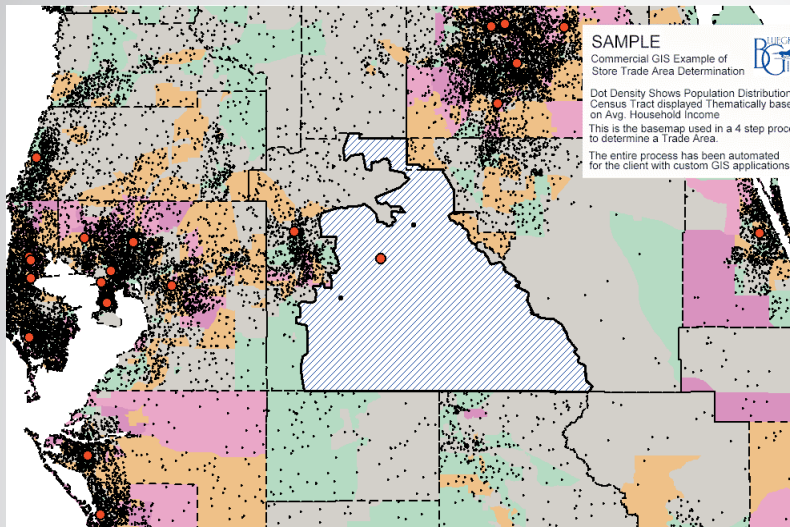 SAMPLE
Commercial GIS Example of
Store Trade Area Determination
Dot Density Shows Population Distribution
Census Tract displayed Thematically
on Avg. Household Income
This is the basemap used in a 4 step
to determine a Trade Area.
The entire process has been automated
for the client with custom GIS applications